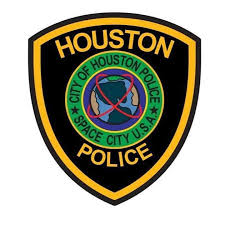 HOUSTON
CITY OF HOUSTON POLICE
SPACE CITY U.S.A
POLICE